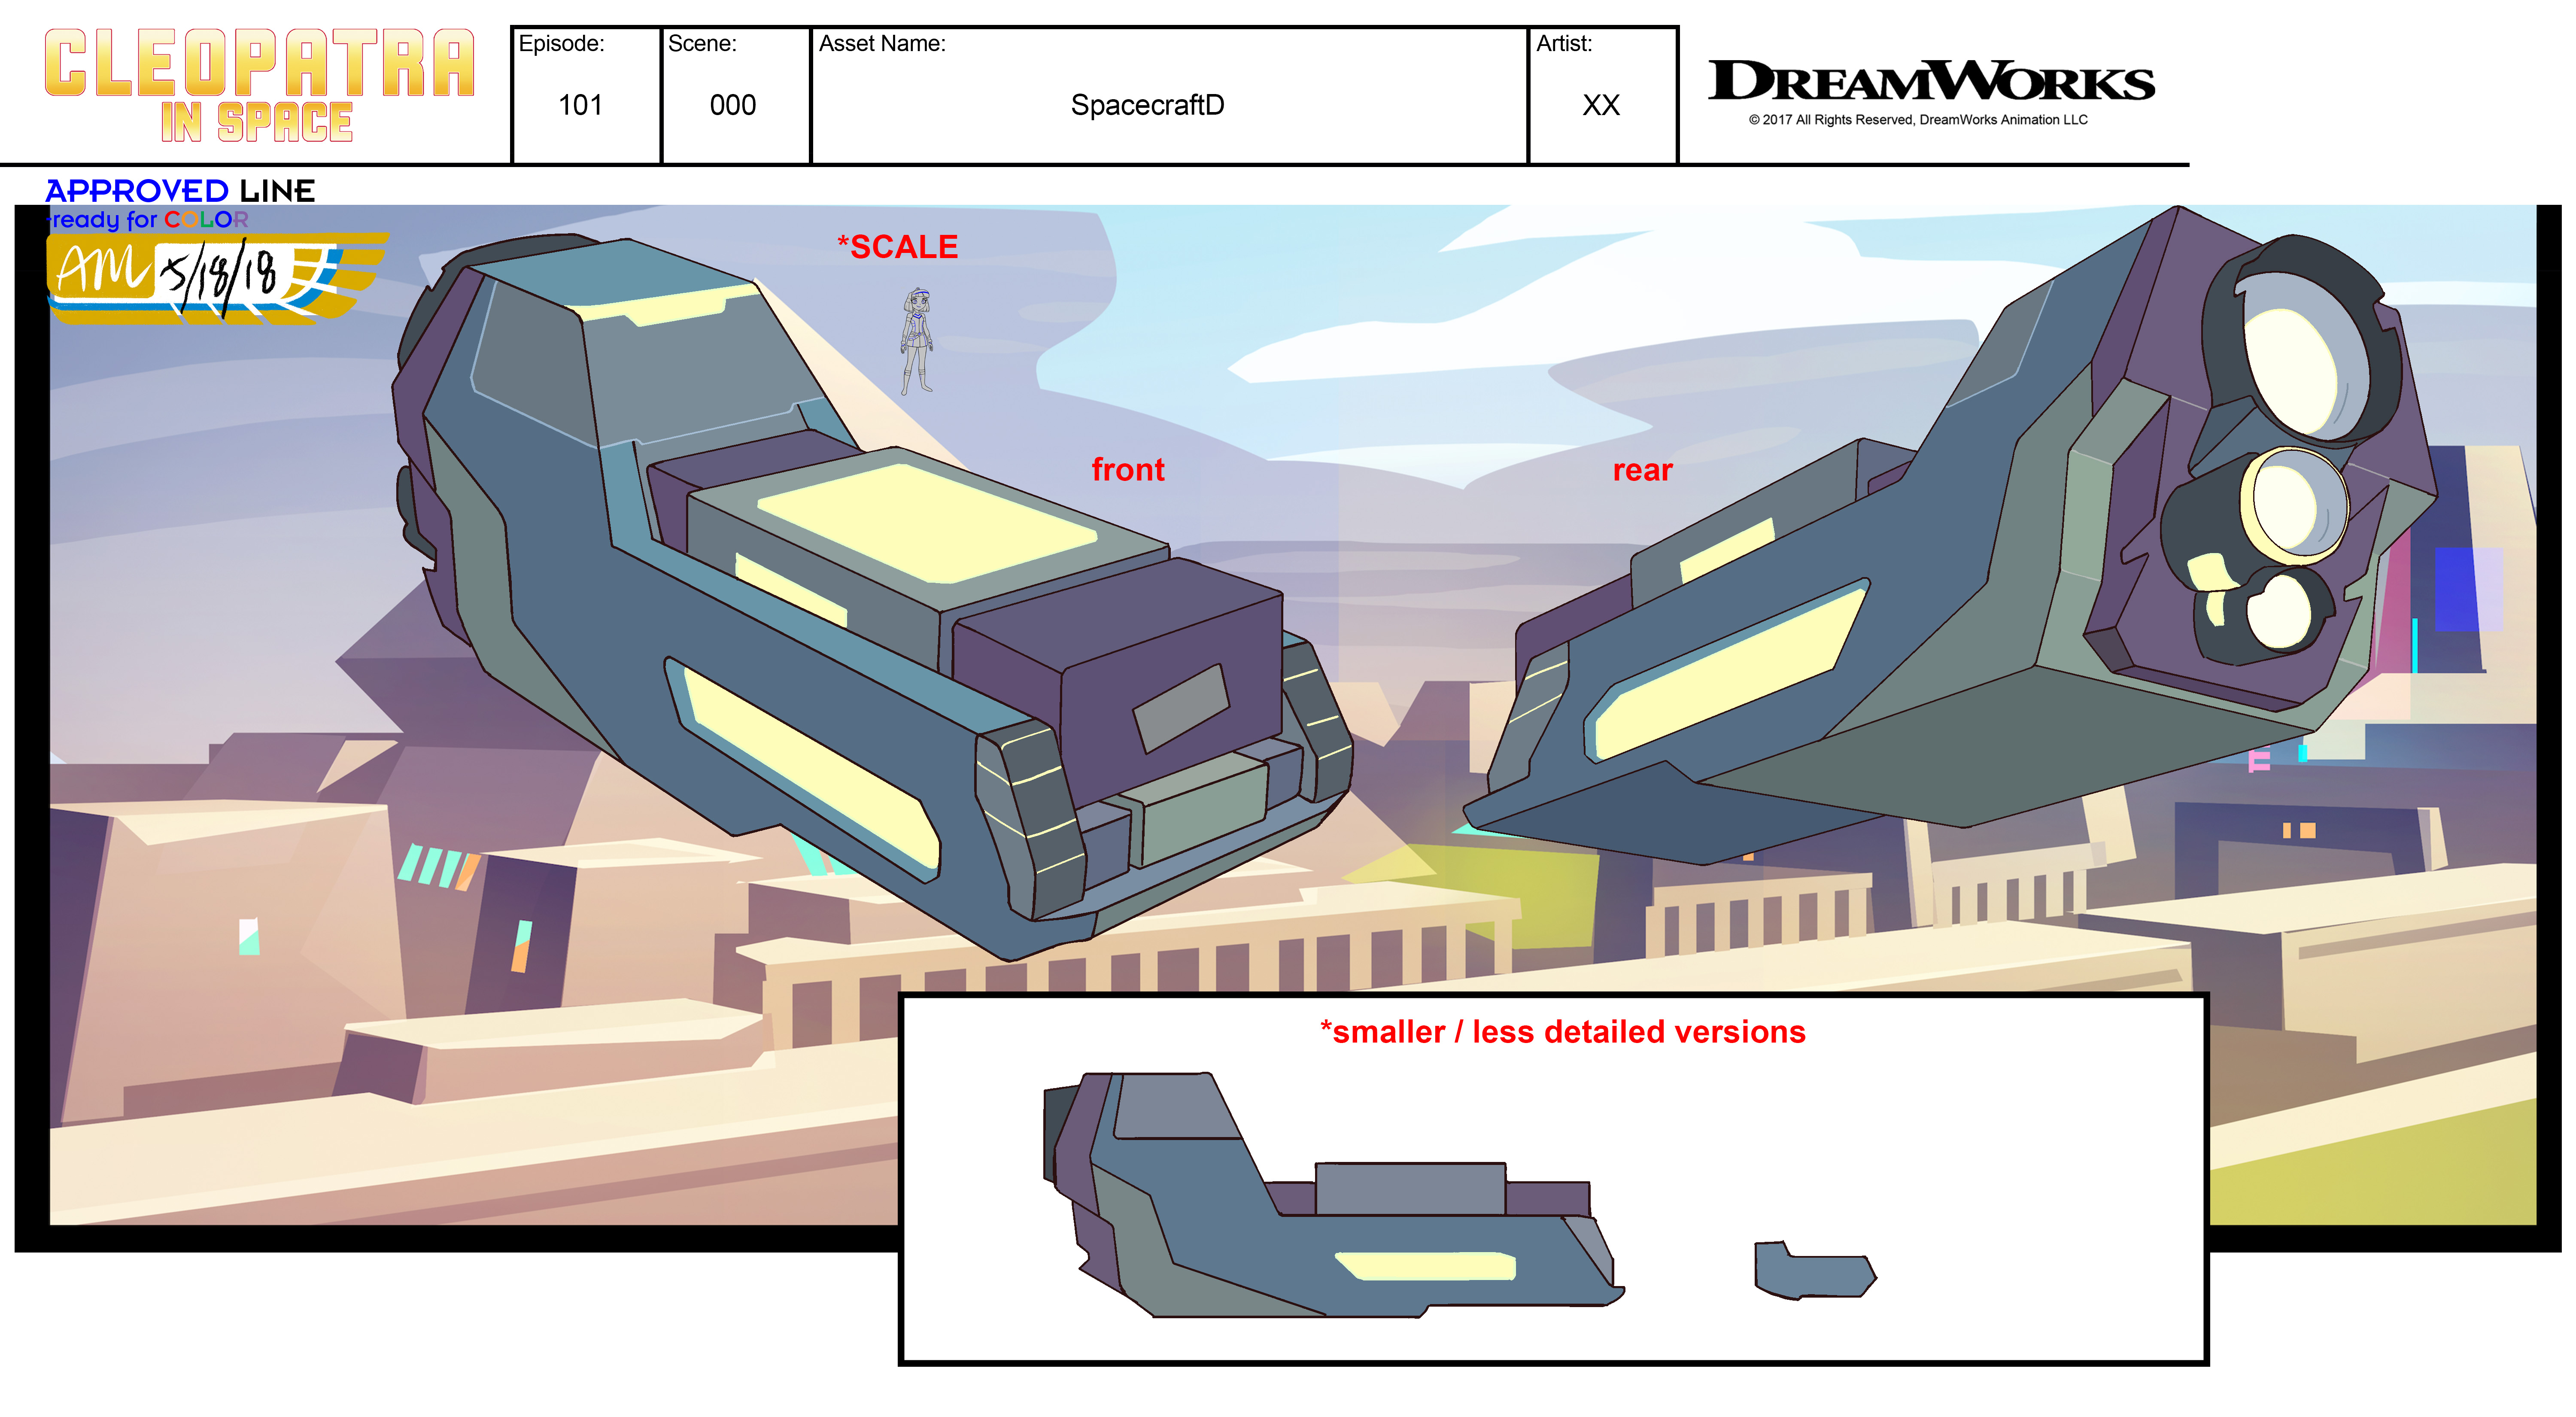 CLEOPATRA
IN SPACE
Episode:
101
Scene:
000
Asset Name:
SpacecraftD
Artist:
XX
DREAMWORKS
© 2017 All Rights Reserved, DreamWorks Animation LLC
APPROVED LINE
-ready for COLOR
AM 5/18/18
*SCALE
front
rear
*smaller / less detailed versions